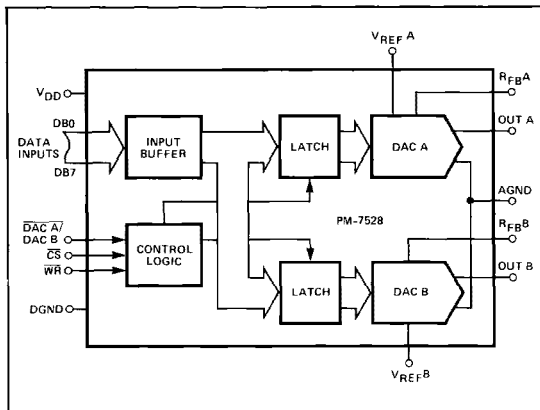 V_REF A
R_FB A
V_DD
OUT A
DB0
DATA INPUTS
INPUT BUFFER
LATCH
DAC A
DB7
AGND
PM-7528
R_FB B
DAC A/
DAC B
CS
WR
CONTROL LOGIC
OUT B
LATCH
DAC B
DGND
V_REF B